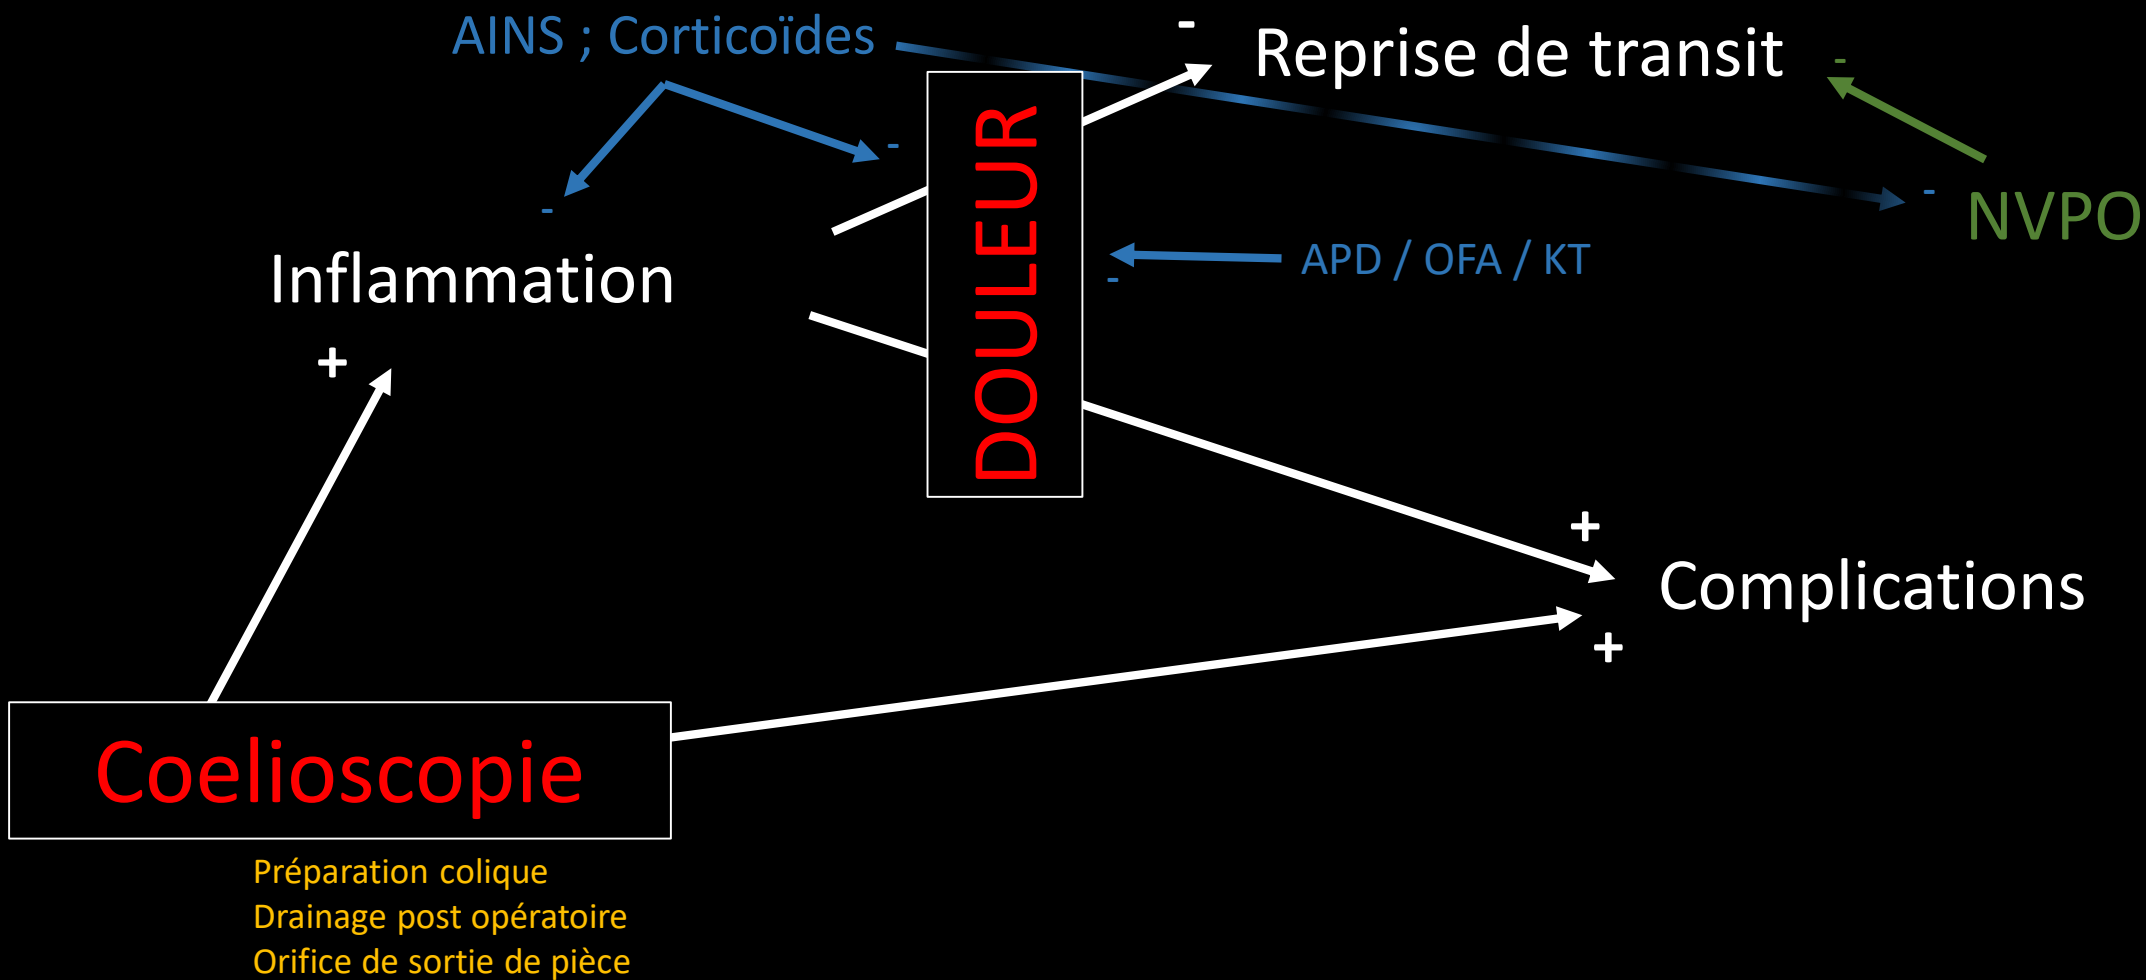 AINS ; Corticoïdes
-
Reprise de transit
-
-
-
-
NVPO
DOULEUR
APD / OFA / KT
-
Inflammation
+
+
Complications
+
Coelioscopie
Préparation colique
Drainage post opératoire
Orifice de sortie de pièce